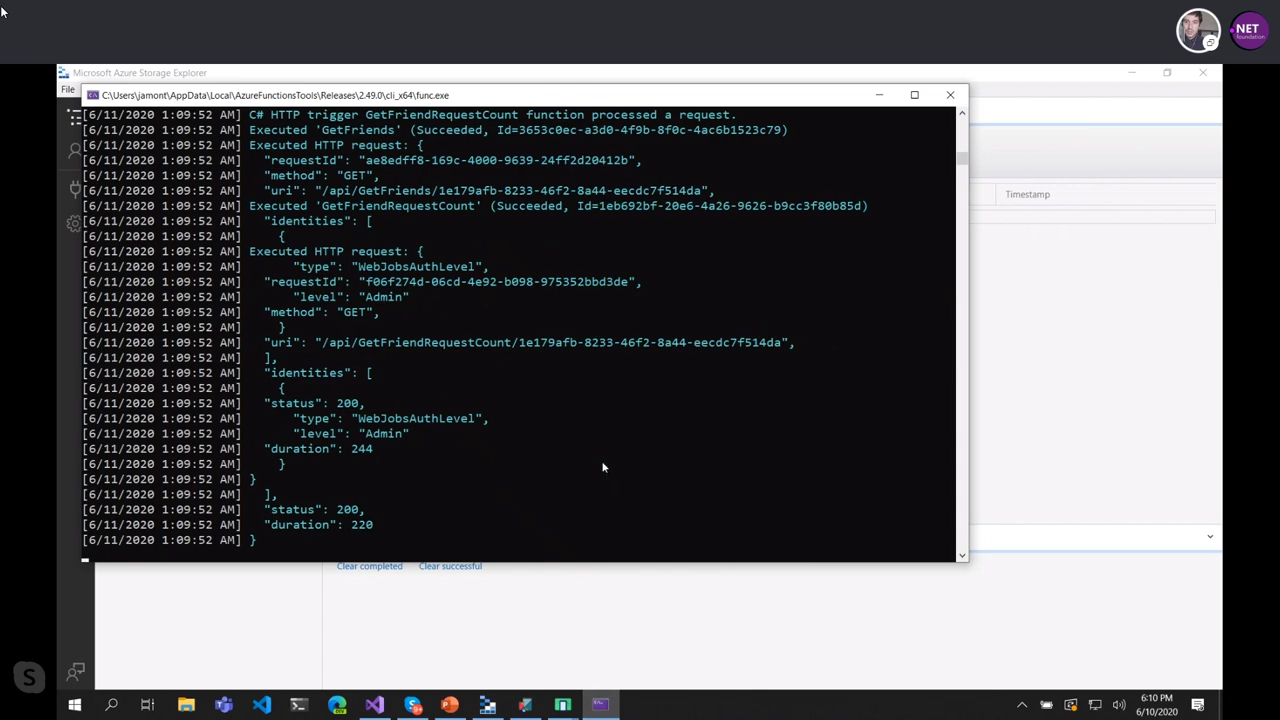 NET
foundation
Microsoft Azure Storage Explorer
File
C:\Users\jamont\AppData\Local\AzureFunctionsTools\Releases\2.49.0\cli_x64\func.exe
Timestamp
[6/11/2020 1:09:52 AM] C# HTTP trigger GetFriendRequestCount function processed a request.
[6/11/2020 1:09:52 AM] Executed 'GetFriends' (Succeeded, Id=3653c0ec-a3d0-4f9b-8f0c-4ac6b1523c79)
[6/11/2020 1:09:52 AM] Executed HTTP request: {
[6/11/2020 1:09:52 AM]   "requestId": "ae8edff8-169c-4000-9639-24ff2d20412b",
[6/11/2020 1:09:52 AM]   "method": "GET",
[6/11/2020 1:09:52 AM]   "uri": "/api/GetFriends/1e179afb-8233-46f2-8a44-eecdc7f514da",
[6/11/2020 1:09:52 AM] Executed 'GetFriendRequestCount' (Succeeded, Id=1eb692bf-20e6-4a26-9626-b9cc3f80b85d)
[6/11/2020 1:09:52 AM]   "identities": [
[6/11/2020 1:09:52 AM]     {
[6/11/2020 1:09:52 AM] Executed HTTP request: {
[6/11/2020 1:09:52 AM]       "type": "WebJobsAuthLevel",
[6/11/2020 1:09:52 AM]   "requestId": "f06f274d-06cd-4e92-b098-975352bbd3de",
[6/11/2020 1:09:52 AM]       "level": "Admin"
[6/11/2020 1:09:52 AM]   "method": "GET",
[6/11/2020 1:09:52 AM]     }
[6/11/2020 1:09:52 AM]   "uri": "/api/GetFriendRequestCount/1e179afb-8233-46f2-8a44-eecdc7f514da",
[6/11/2020 1:09:52 AM]   ],
[6/11/2020 1:09:52 AM]   "identities": [
[6/11/2020 1:09:52 AM]     {
[6/11/2020 1:09:52 AM]   "status": 200,
[6/11/2020 1:09:52 AM]       "type": "WebJobsAuthLevel",
[6/11/2020 1:09:52 AM]       "level": "Admin"
[6/11/2020 1:09:52 AM]   "duration": 244
[6/11/2020 1:09:52 AM]     }
[6/11/2020 1:09:52 AM] }
[6/11/2020 1:09:52 AM]   ],
[6/11/2020 1:09:52 AM]   "status": 200,
[6/11/2020 1:09:52 AM]   "duration": 220
[6/11/2020 1:09:52 AM] }
Clear completed Clear successful
6:10 PM
6/10/2020